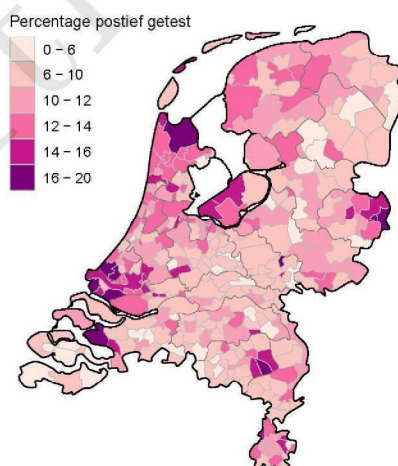 Percentage postief getest
0 – 6
6 – 10
10 – 12
12 – 14
14 – 16
16 – 20